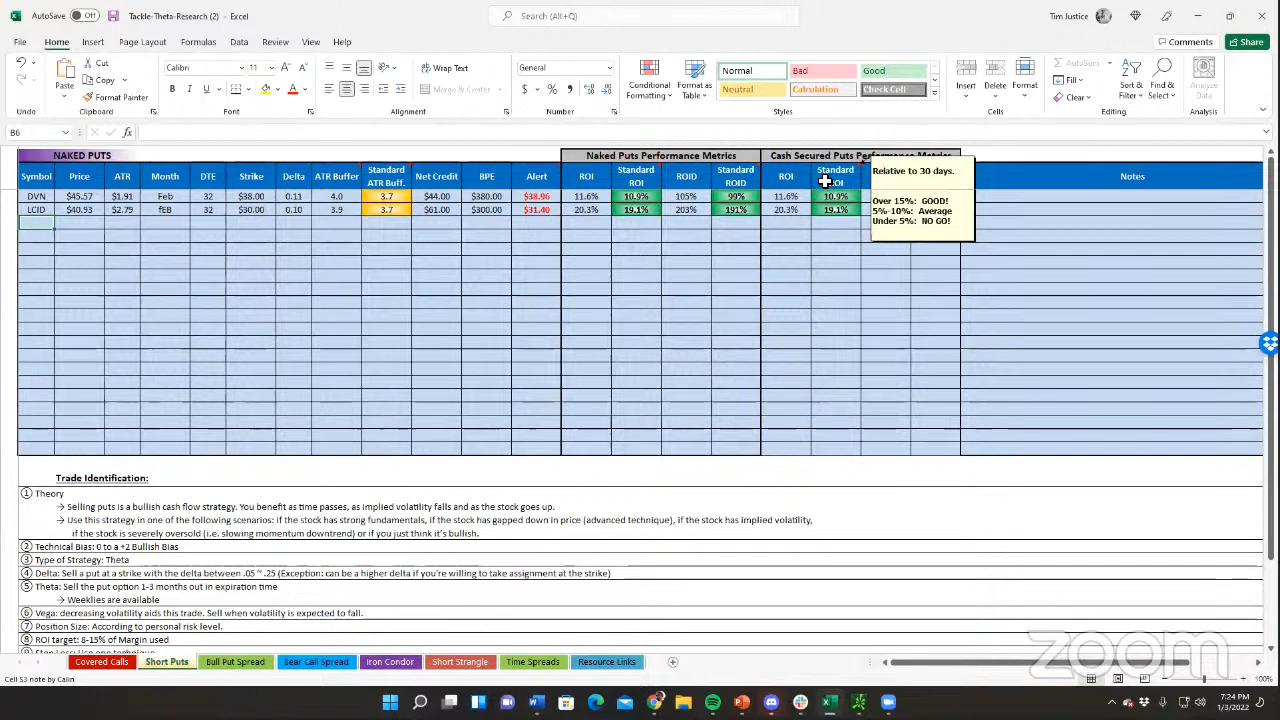 AutoSave Off Tackle-Theta-Research (2) - Excel Search (Alt+Q) Tim Justice
File Home Insert Page Layout Formulas Data Review View Help Comments Share
Undo Paste Cut Copy Format Painter Clipboard
Calibri 11 B I U Font
Wrap Text Merge & Center Alignment
General $ % Number
Conditional Formatting Format as Table Normal Bad Good Neutral Calculation Check Cell Styles
Insert Delete Format Cells
AutoSum Fill Clear Sort & Filter Find & Select Editing
Analyze Data Analysis
B6 fx
NAKED PUTS Naked Puts Performance Metrics Cash Secured Puts Performance Metrics
Symbol Price ATR Month DTE Strike Delta ATR Buffer Standard ATR Buff. Net Credit BPE Alert ROI Standard ROI ROID Standard ROID ROI Standard ROI Notes
DVN $45.57 $1.91 Feb 32 $38.00 0.11 4.0 3.7 $44.00 $380.00 $38.96 11.6% 10.9% 105% 99% 11.6% 10.9%
LCID $40.93 $2.79 fEB 32 $30.00 0.10 3.9 3.7 $61.00 $300.00 $31.40 20.3% 19.1% 203% 191% 20.3% 19.1%
Relative to 30 days.
Over 15%: GOOD!
5%-10%: Average
Under 5%: NO GO!
Trade Identification:
① Theory
→ Selling puts is a bullish cash flow strategy. You benefit as time passes, as implied volatility falls and as the stock goes up.
→ Use this strategy in one of the following scenarios: if the stock has strong fundamentals, if the stock has gapped down in price (advanced technique), if the stock has implied volatility,
if the stock is severely oversold (i.e. slowing momentum downtrend) or if you just think it's bullish.
② Technical Bias: 0 to a +2 Bullish Bias
③ Type of Strategy: Theta
④ Delta: Sell a put at a strike with the delta between .05 ~ .25 (Exception: can be a higher delta if you're willing to take assignment at the strike)
⑤ Theta: Sell the put option 1-3 months out in expiration time
→ Weeklies are available
⑥ Vega: decreasing volatility aids this trade. Sell when volatility is expected to fall.
⑦ Position Size: According to personal risk level.
⑧ ROI target: 8-15% of Margin used
⑨ Stop Loss: Use one technique
zoom
Covered Calls Short Puts Bull Put Spread Bear Call Spread Iron Condor Short Strangle Time Spreads Resource Links
Cell S3 note by Calin 100%
7:24 PM
1/3/2022